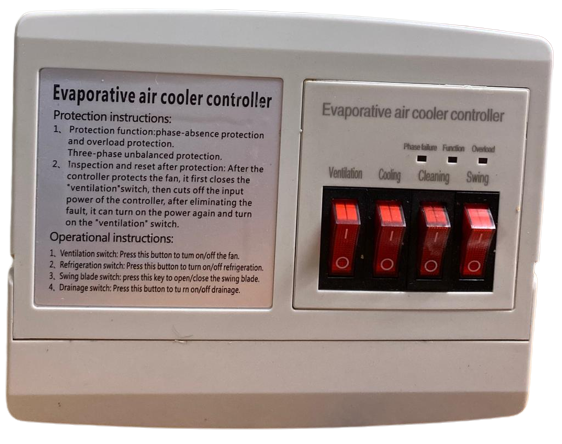 Evaporative air cooler controller
Protection instructions:
1、 Protection function:phase-absence protection
and overload protection.
Three-phase unbalanced protection.
2、 Inspection and reset after protection: After the
controller protects the fan, it first closes the
"ventilation"switch, then cuts off the input
power of the controller, after eliminating the
fault, it can turn on the power again and turn
on the "ventilation" switch.
Operational instructions:
1、Ventilation switch: Press this button to turn on/off the fan.
2、Refrigeration switch: Press this button to turn on/off refrigeration.
3、Swing blade switch: press this key to open/close the swing blade.
4、Drainage switch: Press this button to tu rn on/off drainage.
Evaporative air cooler controller
Phase failure Function Overload
Ventilation Cooling Cleaning Swing